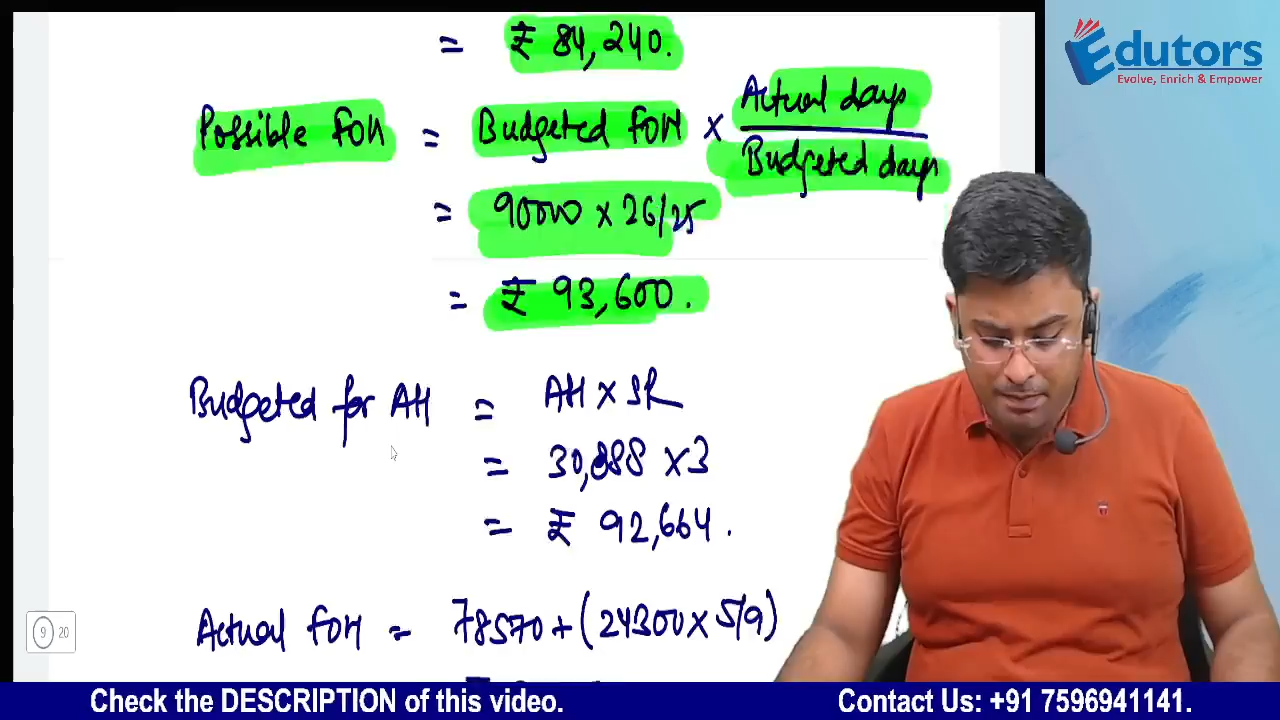 = ₹ 84,240.
Edutors
Evolve, Enrich & Empower
Possible FOH = Budgeted FOH × Actual days / Budgeted days
= 90000 × 26/25
= ₹ 93,600.
Budgeted for AH = AH × SR
= 30,888 × 3
= ₹ 92,664.
Actual FOH = 78570 + (24300 × 5/9)
9 20
Check the DESCRIPTION of this video.
Contact Us: +91 7596941141.